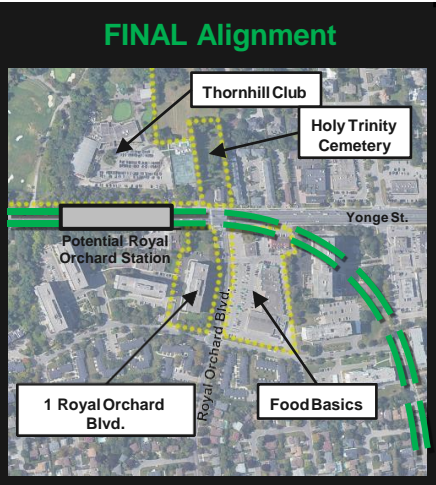 FINAL Alignment
Thornhill Club
Holy Trinity
Cemetery
Yonge St.
Potential Royal
Orchard Station
Royal Orchard Blvd.
1 Royal Orchard
Blvd.
Food Basics